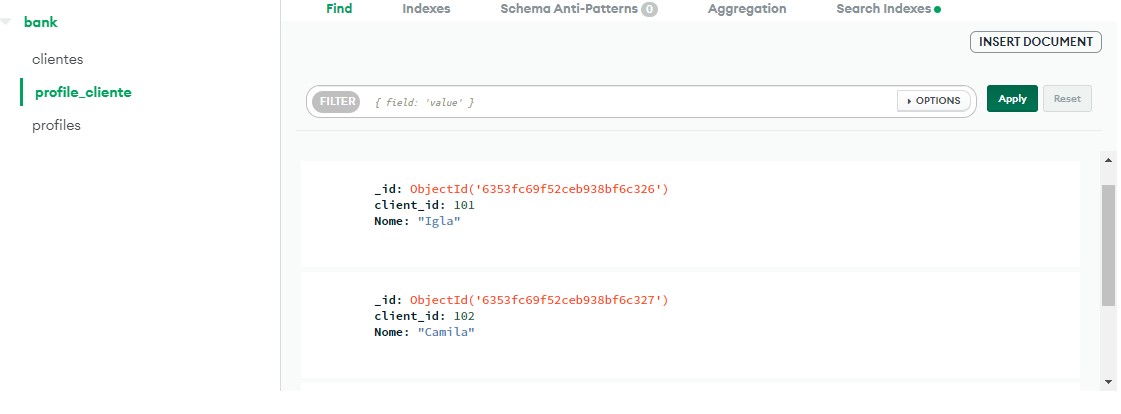 bank
clientes
profile_cliente
profiles
Find Indexes Schema Anti-Patterns 0 Aggregation Search Indexes
INSERT DOCUMENT
FILTER { field: 'value' } OPTIONS Apply Reset
_id: ObjectId('6353fc69f52ceb938bf6c326')
client_id: 101
Nome: "Igla"
_id: ObjectId('6353fc69f52ceb938bf6c327')
client_id: 102
Nome: "Camila"